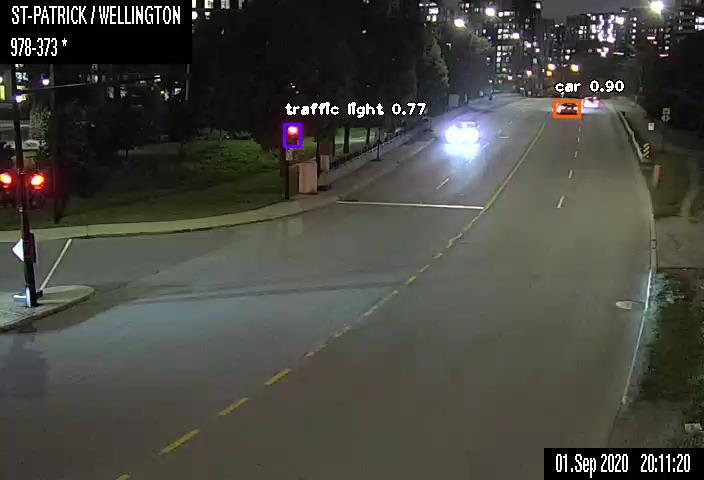 ST-PATRICK / WELLINGTON
978-373 *
car 0.90
traffic light 0.77
01.Sep 2020 20:11:20